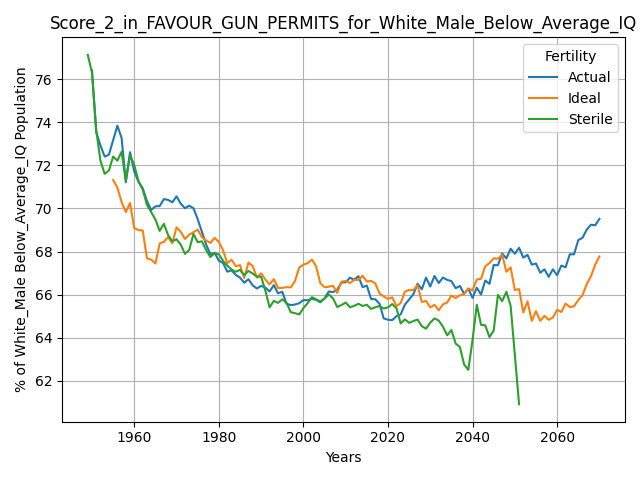 Score_2_in_FAVOUR_GUN_PERMITS_for_White_Male_Below_Average_IQ
Fertility
Actual
Ideal
Sterile
% of White_Male Below_Average_IQ Population
76
74
72
70
68
66
64
62
1960
1980
2000
2020
2040
2060
Years